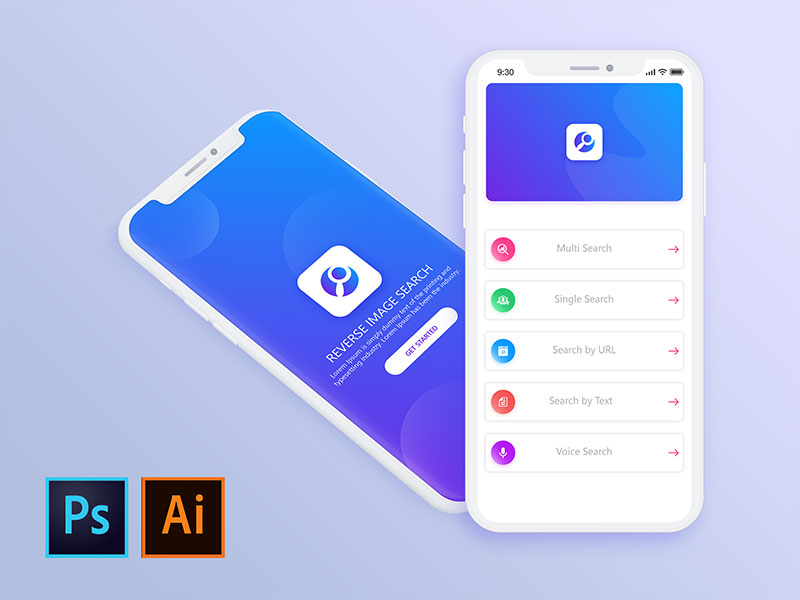 REVERSE IMAGE SEARCH
Lorem Ipsum is simply dummy text of the printing and
typesetting industry. Lorem Ipsum has been the industry.
GET STARTED
9:30
Multi Search
Single Search
Search by URL
Search by Text
Voice Search
Ps
Ai